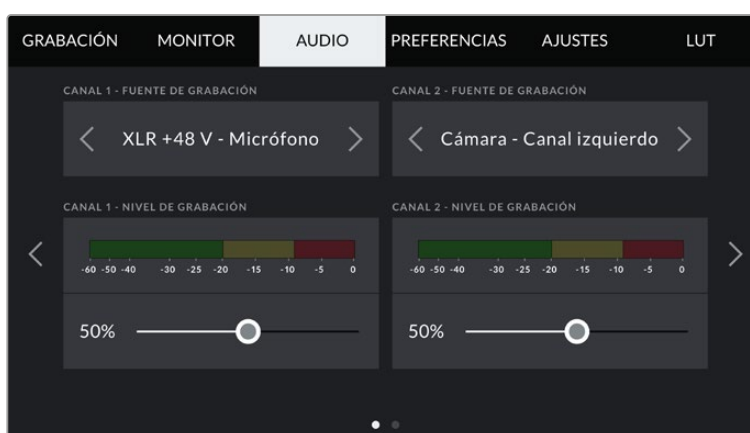 GRABACIÓN MONITOR AUDIO PREFERENCIAS AJUSTES LUT
CANAL 1 - FUENTE DE GRABACIÓN CANAL 2 - FUENTE DE GRABACIÓN
XLR +48 V - Micrófono Cámara - Canal izquierdo
CANAL 1 - NIVEL DE GRABACIÓN CANAL 2 - NIVEL DE GRABACIÓN
-60 -50 -40 -30 -25 -20 -15 -10 -5 0 -60 -50 -40 -30 -25 -20 -15 -10 -5 0
50% 50%